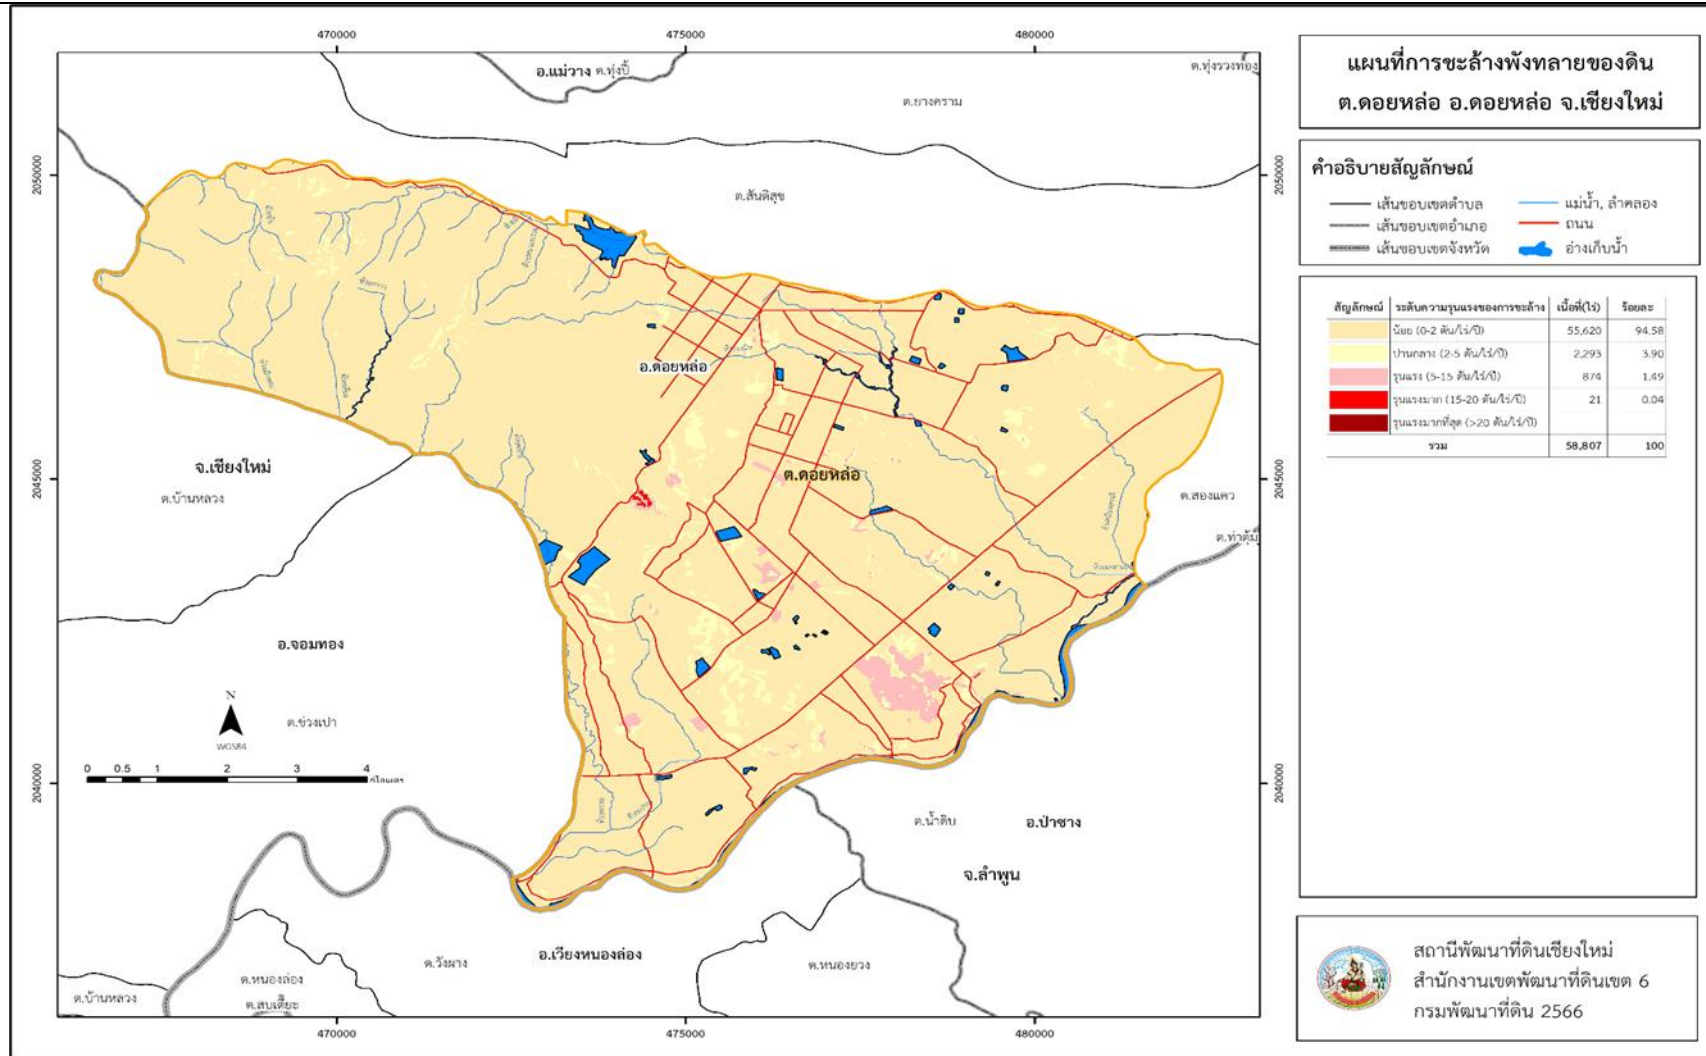 470000
475000
480000
อ.แม่วาง ต.ทุ่งปี้
ต.ทุ่งรวงทอง
ต.ยางคราม
2050000
2050000
ต.สันติสุข
อ.ดอยหล่อ
ต.ดอยหล่อ
จ.เชียงใหม่
ต.บ้านหลวง
2045000
2045000
ต.สองแคว
ต.ท่าตุ้ม
อ.จอมทอง
ต.ข่วงเปา
N
WGS84
0 0.5 1 2 3 4
กิโลเมตร
2040000
2040000
ต.น้ำดิบ
อ.ป่าซาง
จ.ลำพูน
ต.วังผาง
อ.เวียงหนองล่อง
ต.หนองยวง
ต.หนองล่อง
ต.บ้านหลวง
ต.สบเตี๊ยะ
470000
475000
480000
แผนที่การชะล้างพังทลายของดิน
ต.ดอยหล่อ อ.ดอยหล่อ จ.เชียงใหม่
คำอธิบายสัญลักษณ์
เส้นขอบเขตตำบล
แม่น้ำ, ลำคลอง
เส้นขอบเขตอำเภอ
ถนน
เส้นขอบเขตจังหวัด
อ่างเก็บน้ำ
สัญลักษณ์ ระดับความรุนแรงของการชะล้าง เนื้อที่(ไร่) ร้อยละ
น้อย (0-2 ตัน/ไร่/ปี) 55,620 94.58
ปานกลาง (2-5 ตัน/ไร่/ปี) 2,293 3.90
รุนแรง (5-15 ตัน/ไร่/ปี) 874 1.49
รุนแรงมาก (15-20 ตัน/ไร่/ปี) 21 0.04
รุนแรงมากที่สุด (>20 ตัน/ไร่/ปี)
รวม 58,807 100
สถานีพัฒนาที่ดินเชียงใหม่
สำนักงานเขตพัฒนาที่ดินเขต 6
กรมพัฒนาที่ดิน 2566